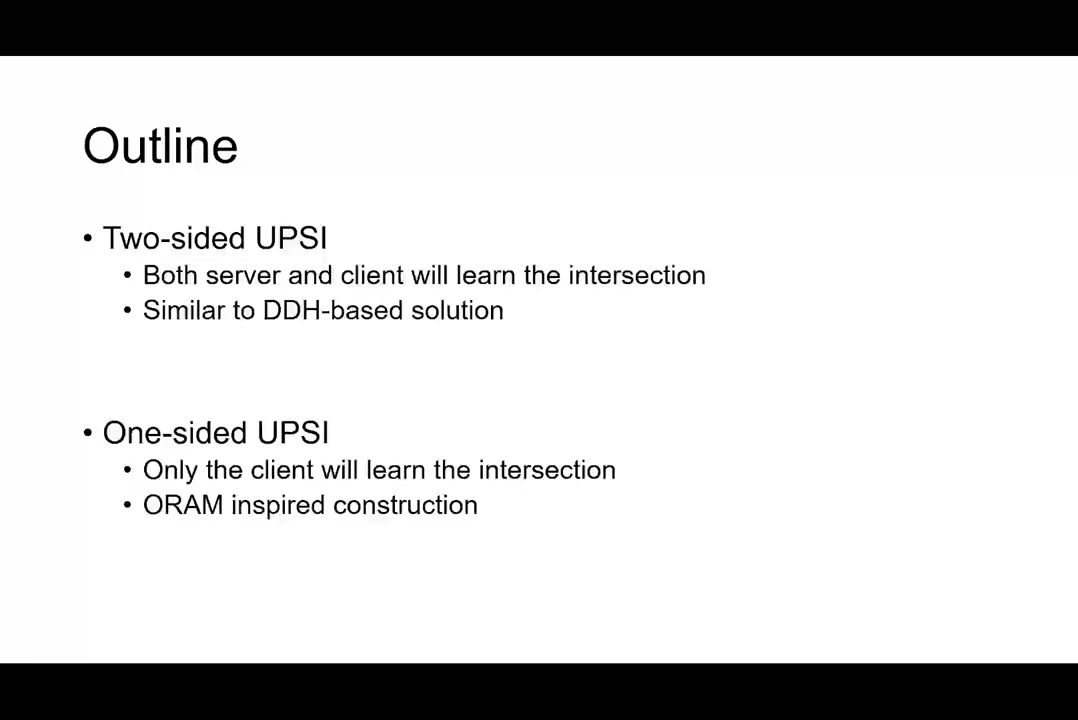 Outline
• Two-sided UPSI
• Both server and client will learn the intersection
• Similar to DDH-based solution
• One-sided UPSI
• Only the client will learn the intersection
• ORAM inspired construction